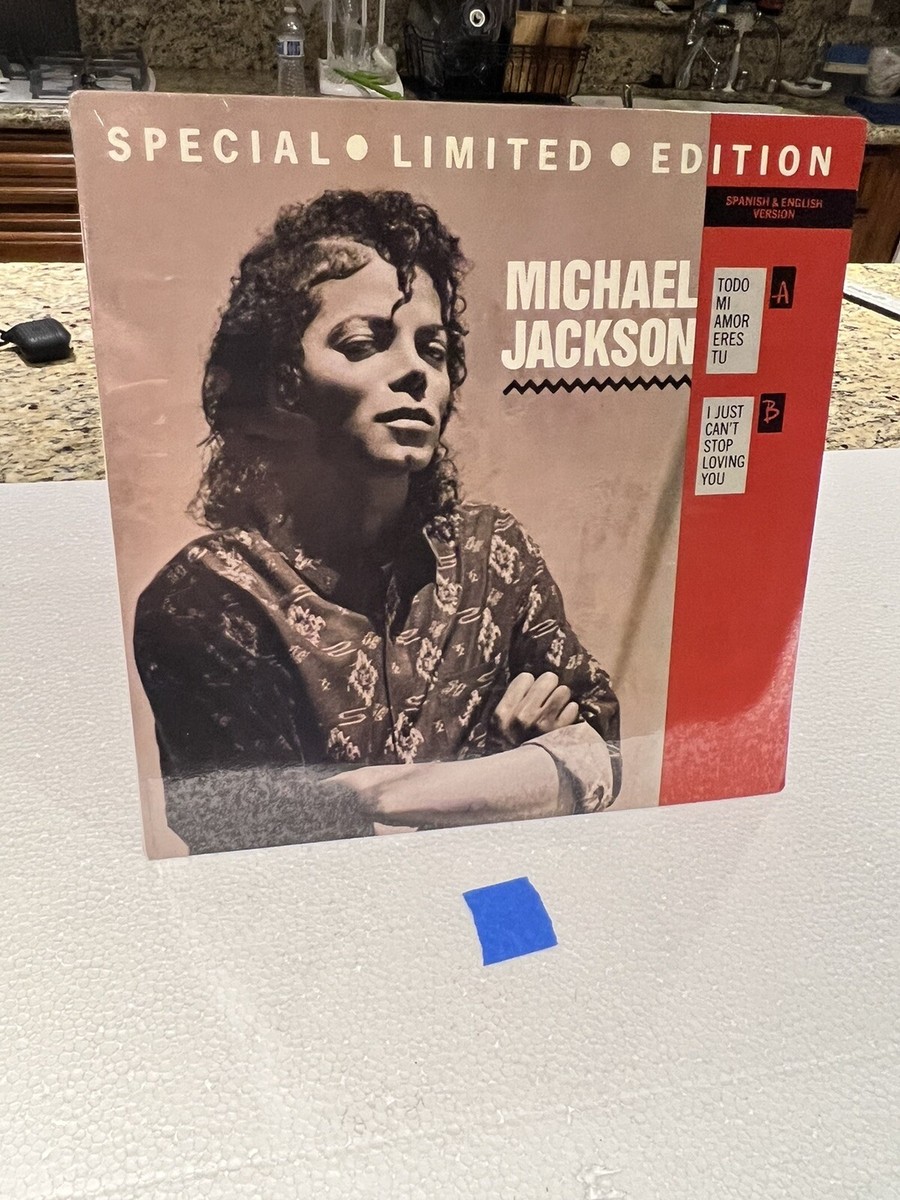 SPECIAL • LIMITED • EDITION
SPANISH & ENGLISH
VERSION
MICHAEL
JACKSON
TODO
MI
AMOR
ERES
TU
A
I JUST
CAN'T
STOP
LOVING
YOU
B